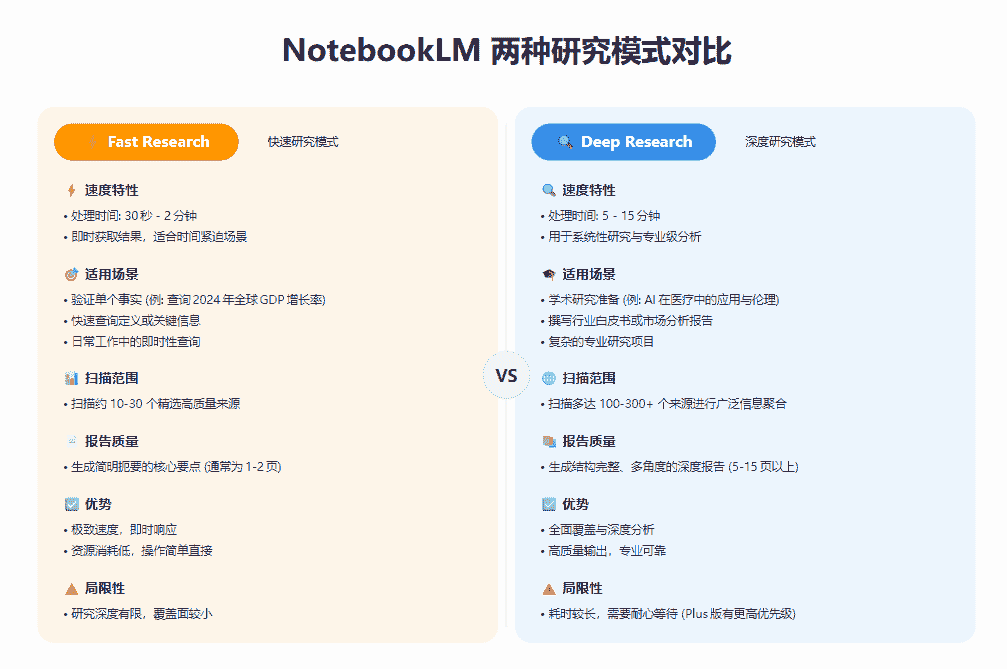 NotebookLM 两种研究模式对比
Fast Research
快速研究模式
速度特性
• 处理时间: 30 秒 - 2 分钟
• 即时获取结果，适合时间紧迫场景
适用场景
• 验证单个事实 (例: 查询 2024 年全球 GDP 增长率)
• 快速查询定义或关键信息
• 日常工作中的即时性查询
扫描范围
• 扫描约 10-30 个精选高质量来源
报告质量
• 生成简明扼要的核心要点 (通常为 1-2 页)
优势
• 极致速度，即时响应
• 资源消耗低，操作简单直接
局限性
• 研究深度有限，覆盖面较小
VS
Deep Research
深度研究模式
速度特性
• 处理时间: 5 - 15 分钟
• 用于系统性研究与专业级分析
适用场景
• 学术研究准备 (例: AI 在医疗中的应用与伦理)
• 撰写行业白皮书或市场分析报告
• 复杂的专业研究项目
扫描范围
• 扫描多达 100-300+ 个来源进行广泛信息聚合
报告质量
• 生成结构完整、多角度的深度报告 (5-15 页以上)
优势
• 全面覆盖与深度分析
• 高质量输出，专业可靠
局限性
• 耗时较长，需要耐心等待 (Plus 版有更高优先级)